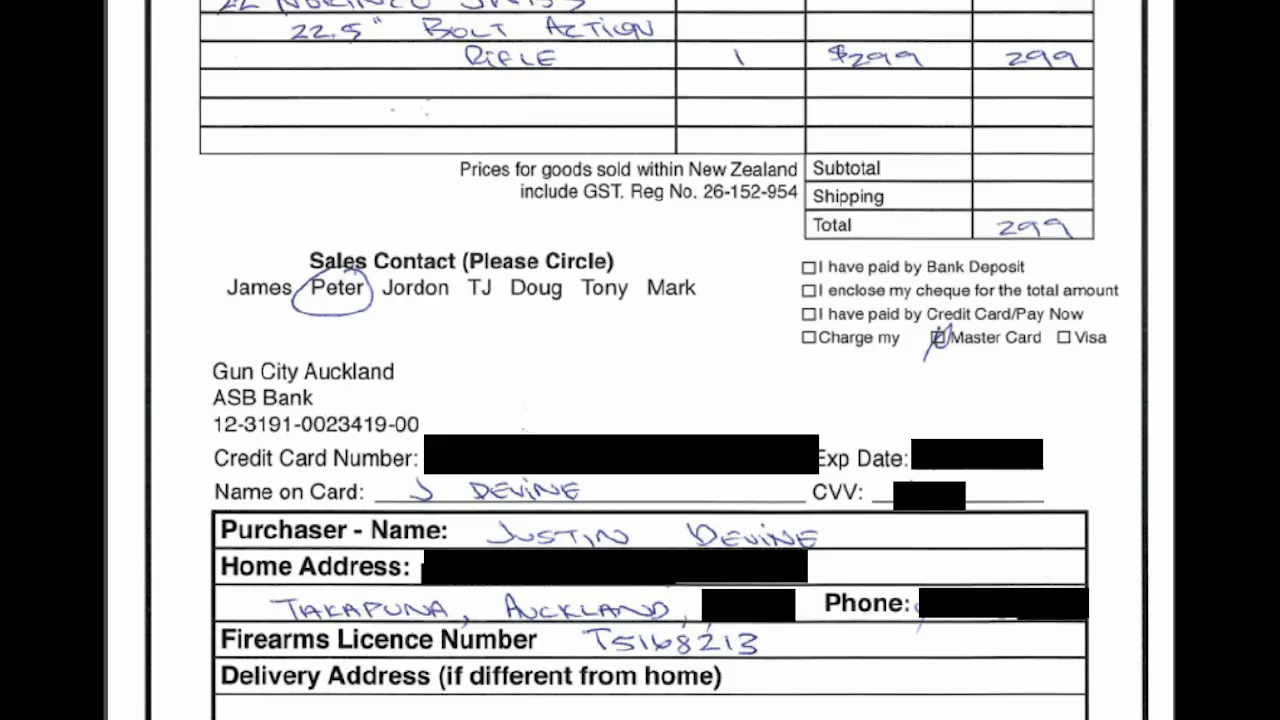 22 NORINCO JW15
22.5" BOLT ACTION
RIFLE 1 $299 299
Prices for goods sold within New Zealand
include GST. Reg No. 26-152-954
Subtotal
Shipping
Total 299
Sales Contact (Please Circle)
James Peter Jordon TJ Doug Tony Mark
I have paid by Bank Deposit
I enclose my cheque for the total amount
I have paid by Credit Card/Pay Now
Charge my Master Card Visa
Gun City Auckland
ASB Bank
12-3191-0023419-00
Credit Card Number: Exp Date:
Name on Card: J DEVINE CVV:
Purchaser - Name: JUSTIN DEVINE
Home Address:
TAKAPUNA, AUCKLAND, Phone:
Firearms Licence Number T5168213
Delivery Address (if different from home)